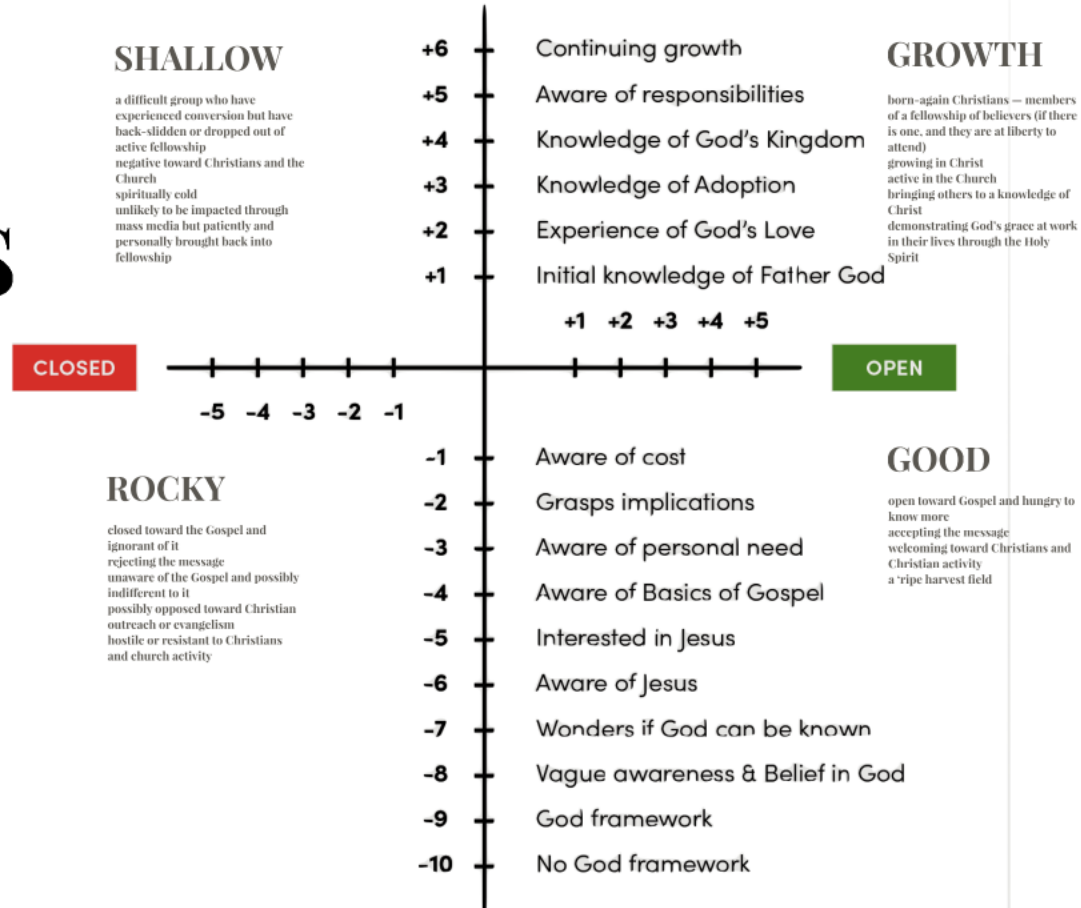 SHALLOW
a difficult group who have
experienced conversion but have
back-slidden or dropped out of
active fellowship
negative toward Christians and the
Church
spiritually cold
unlikely to be impacted through
mass media but patiently and
personally brought back into
fellowship
+6 Continuing growth
+5 Aware of responsibilities
+4 Knowledge of God's Kingdom
+3 Knowledge of Adoption
+2 Experience of God's Love
+1 Initial knowledge of Father God
GROWTH
born-again Christians — members
of a fellowship of believers (if there
is one, and they are at liberty to
attend)
growing in Christ
active in the Church
bringing others to a knowledge of
Christ
demonstrating God's grace at work
in their lives through the Holy
Spirit
S
+1 +2 +3 +4 +5
CLOSED
OPEN
-5 -4 -3 -2 -1
ROCKY
closed toward the Gospel and
ignorant of it
rejecting the message
unaware of the Gospel and possibly
indifferent to it
possibly opposed toward Christian
outreach or evangelism
hostile or resistant to Christians
and church activity
-1 Aware of cost
-2 Grasps implications
-3 Aware of personal need
-4 Aware of Basics of Gospel
-5 Interested in Jesus
-6 Aware of Jesus
-7 Wonders if God can be known
-8 Vague awareness & Belief in God
-9 God framework
-10 No God framework
GOOD
open toward Gospel and hungry to
know more
accepting the message
welcoming toward Christians and
Christian activity
a 'ripe harvest field